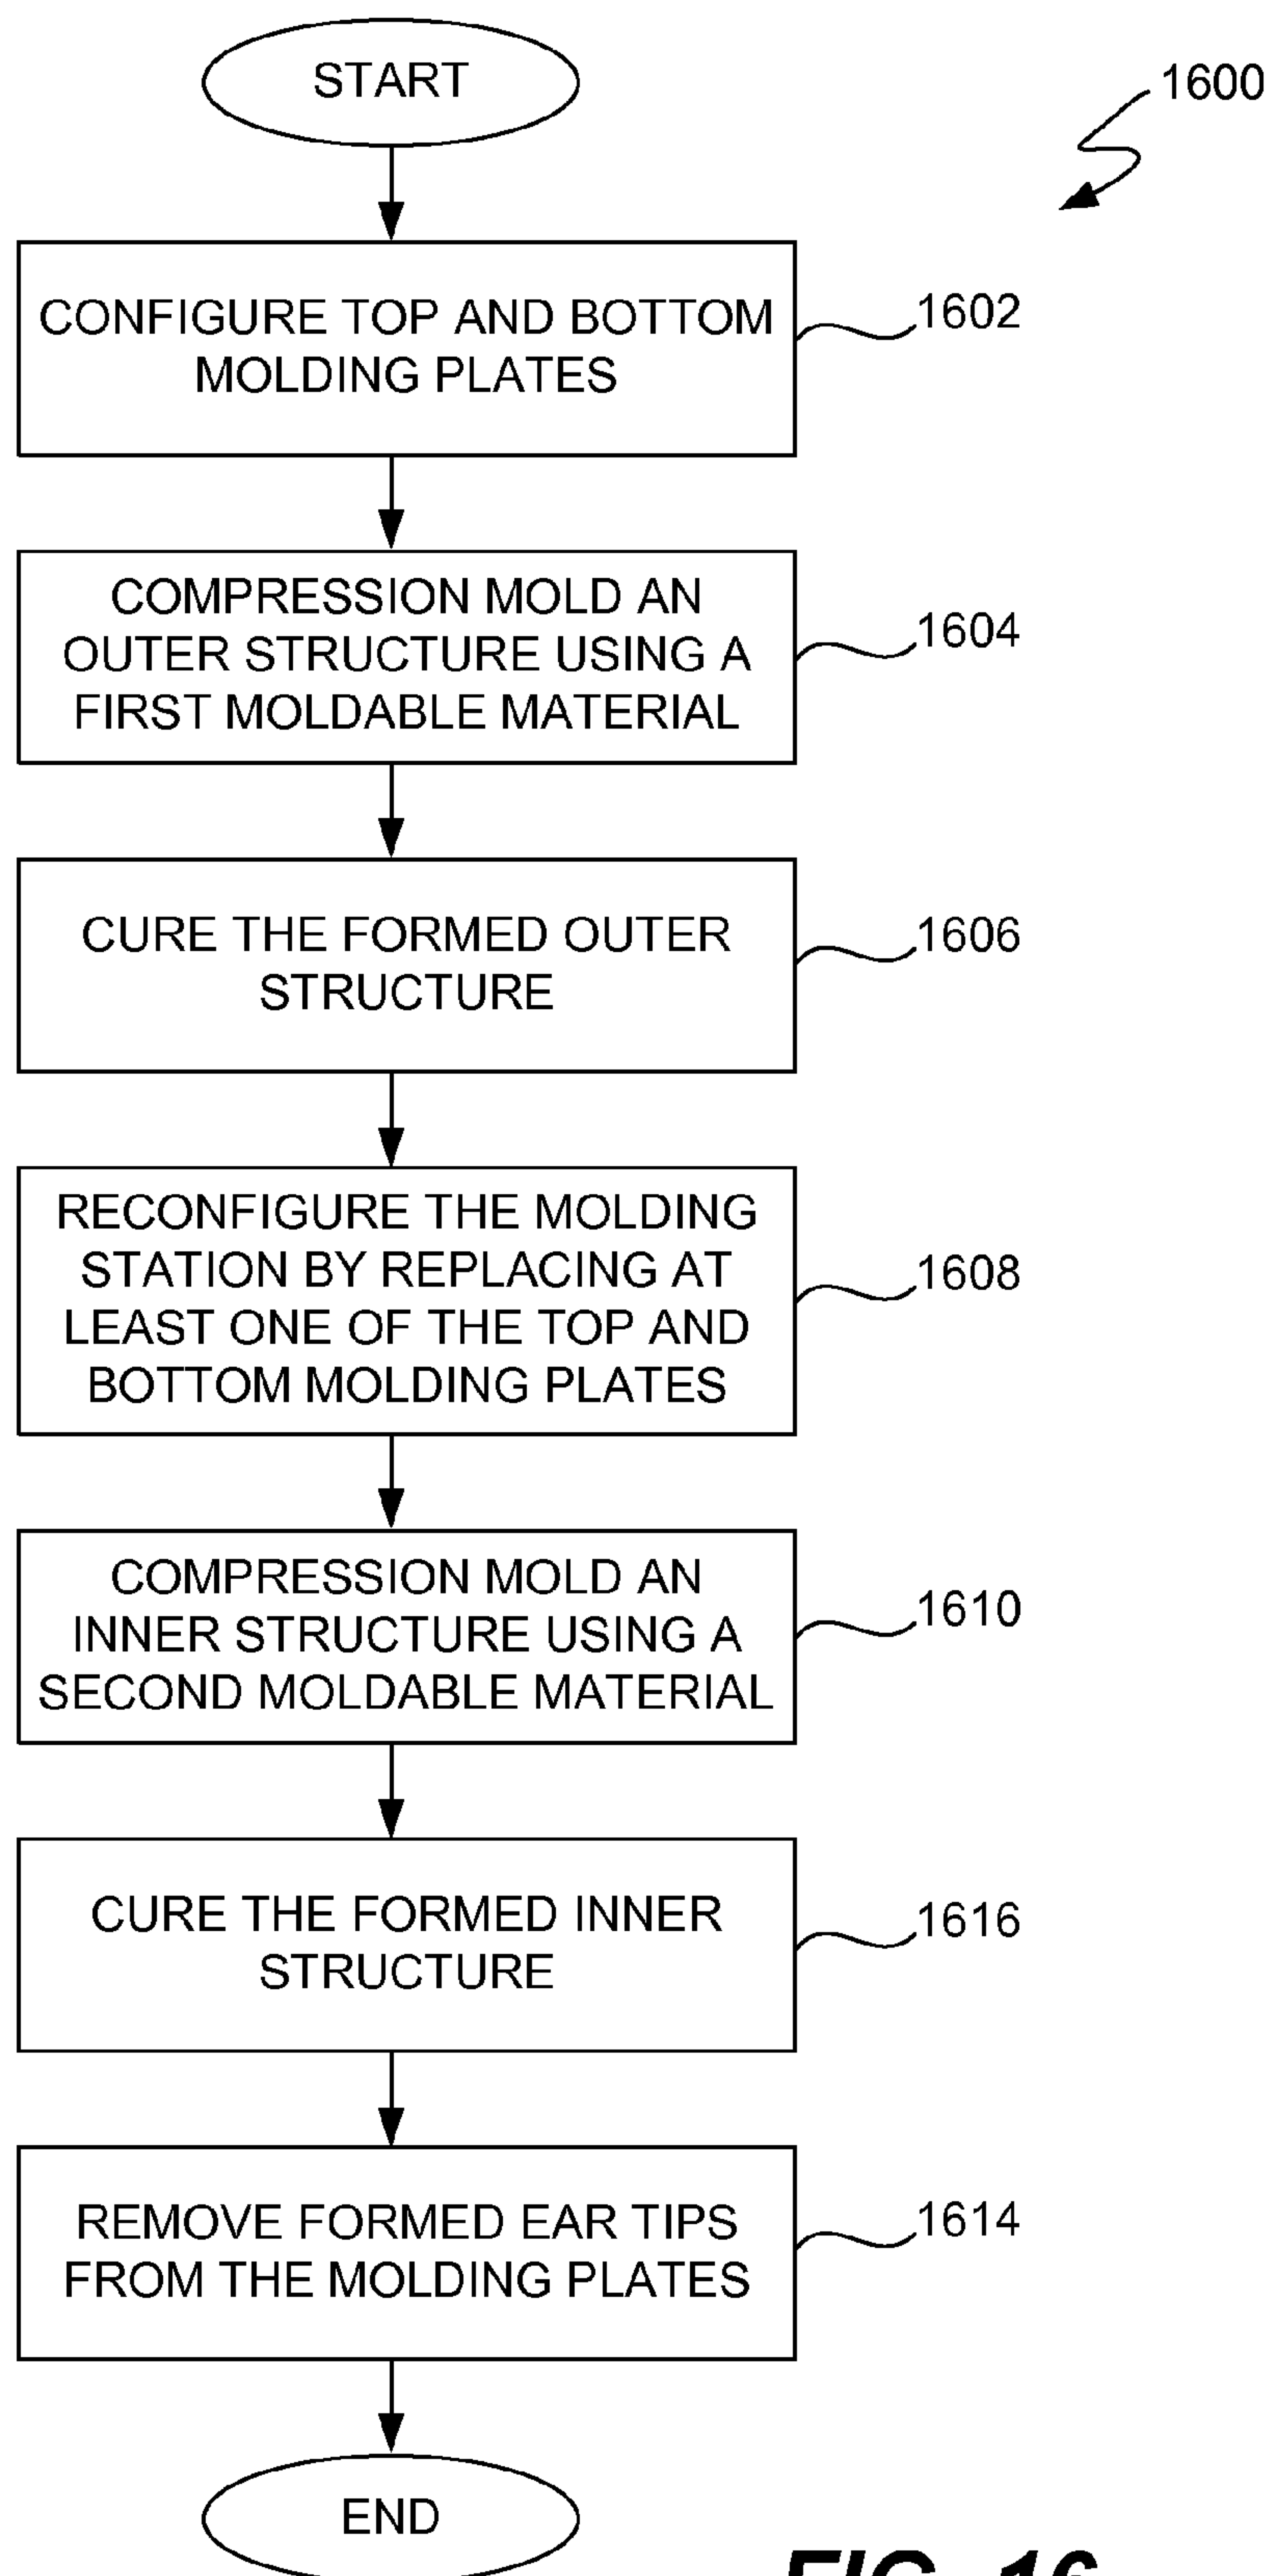 START
1600
CONFIGURE TOP AND BOTTOM
MOLDING PLATES
1602
COMPRESSION MOLD AN
OUTER STRUCTURE USING A
FIRST MOLDABLE MATERIAL
1604
CURE THE FORMED OUTER
STRUCTURE
1606
RECONFIGURE THE MOLDING
STATION BY REPLACING AT
LEAST ONE OF THE TOP AND
BOTTOM MOLDING PLATES
1608
COMPRESSION MOLD AN
INNER STRUCTURE USING A
SECOND MOLDABLE MATERIAL
1610
CURE THE FORMED INNER
STRUCTURE
1616
REMOVE FORMED EAR TIPS
FROM THE MOLDING PLATES
1614
END
FIG. 16